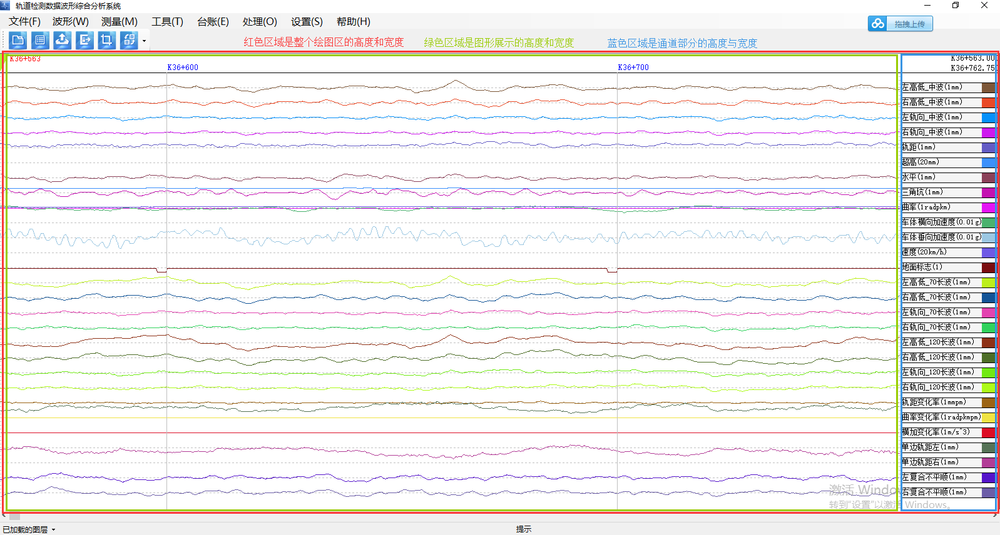 轨道检测数据波形综合分析系统
文件(F) 波形(W) 测量(M) 工具(T) 台账(E) 处理(O) 设置(S) 帮助(H)
拖拽上传
红色区域是整个绘图区的高度和宽度 绿色区域是图形展示的高度和宽度 蓝色区域是通道部分的高度与宽度
K36+563
K36+563.00
K36+600 K36+700 K36+762.75
左高低_中波(1mm)
右高低_中波(1mm)
左轨向_中波(1mm)
右轨向_中波(1mm)
轨距(1mm)
超高(20mm)
水平(1mm)
三角坑(1mm)
曲率(1radpkm)
车体横向加速度(0.01g)
车体垂向加速度(0.01g)
速度(20km/h)
地面标志(1)
左高低_70长波(1mm)
右高低_70长波(1mm)
左轨向_70长波(1mm)
右轨向_70长波(1mm)
左高低_120长波(1mm)
右高低_120长波(1mm)
左轨向_120长波(1mm)
右轨向_120长波(1mm)
轨距变化率(1mmpm)
曲率变化率(1radpkmpm)
横加变化率(1m/s^3)
单边轨距左(1mm)
单边轨距右(1mm)
左复合不平顺(1mm)
右复合不平顺(1mm)
激活 Windows
转到"设置"以激活 Windows。
已加载的图层 提示